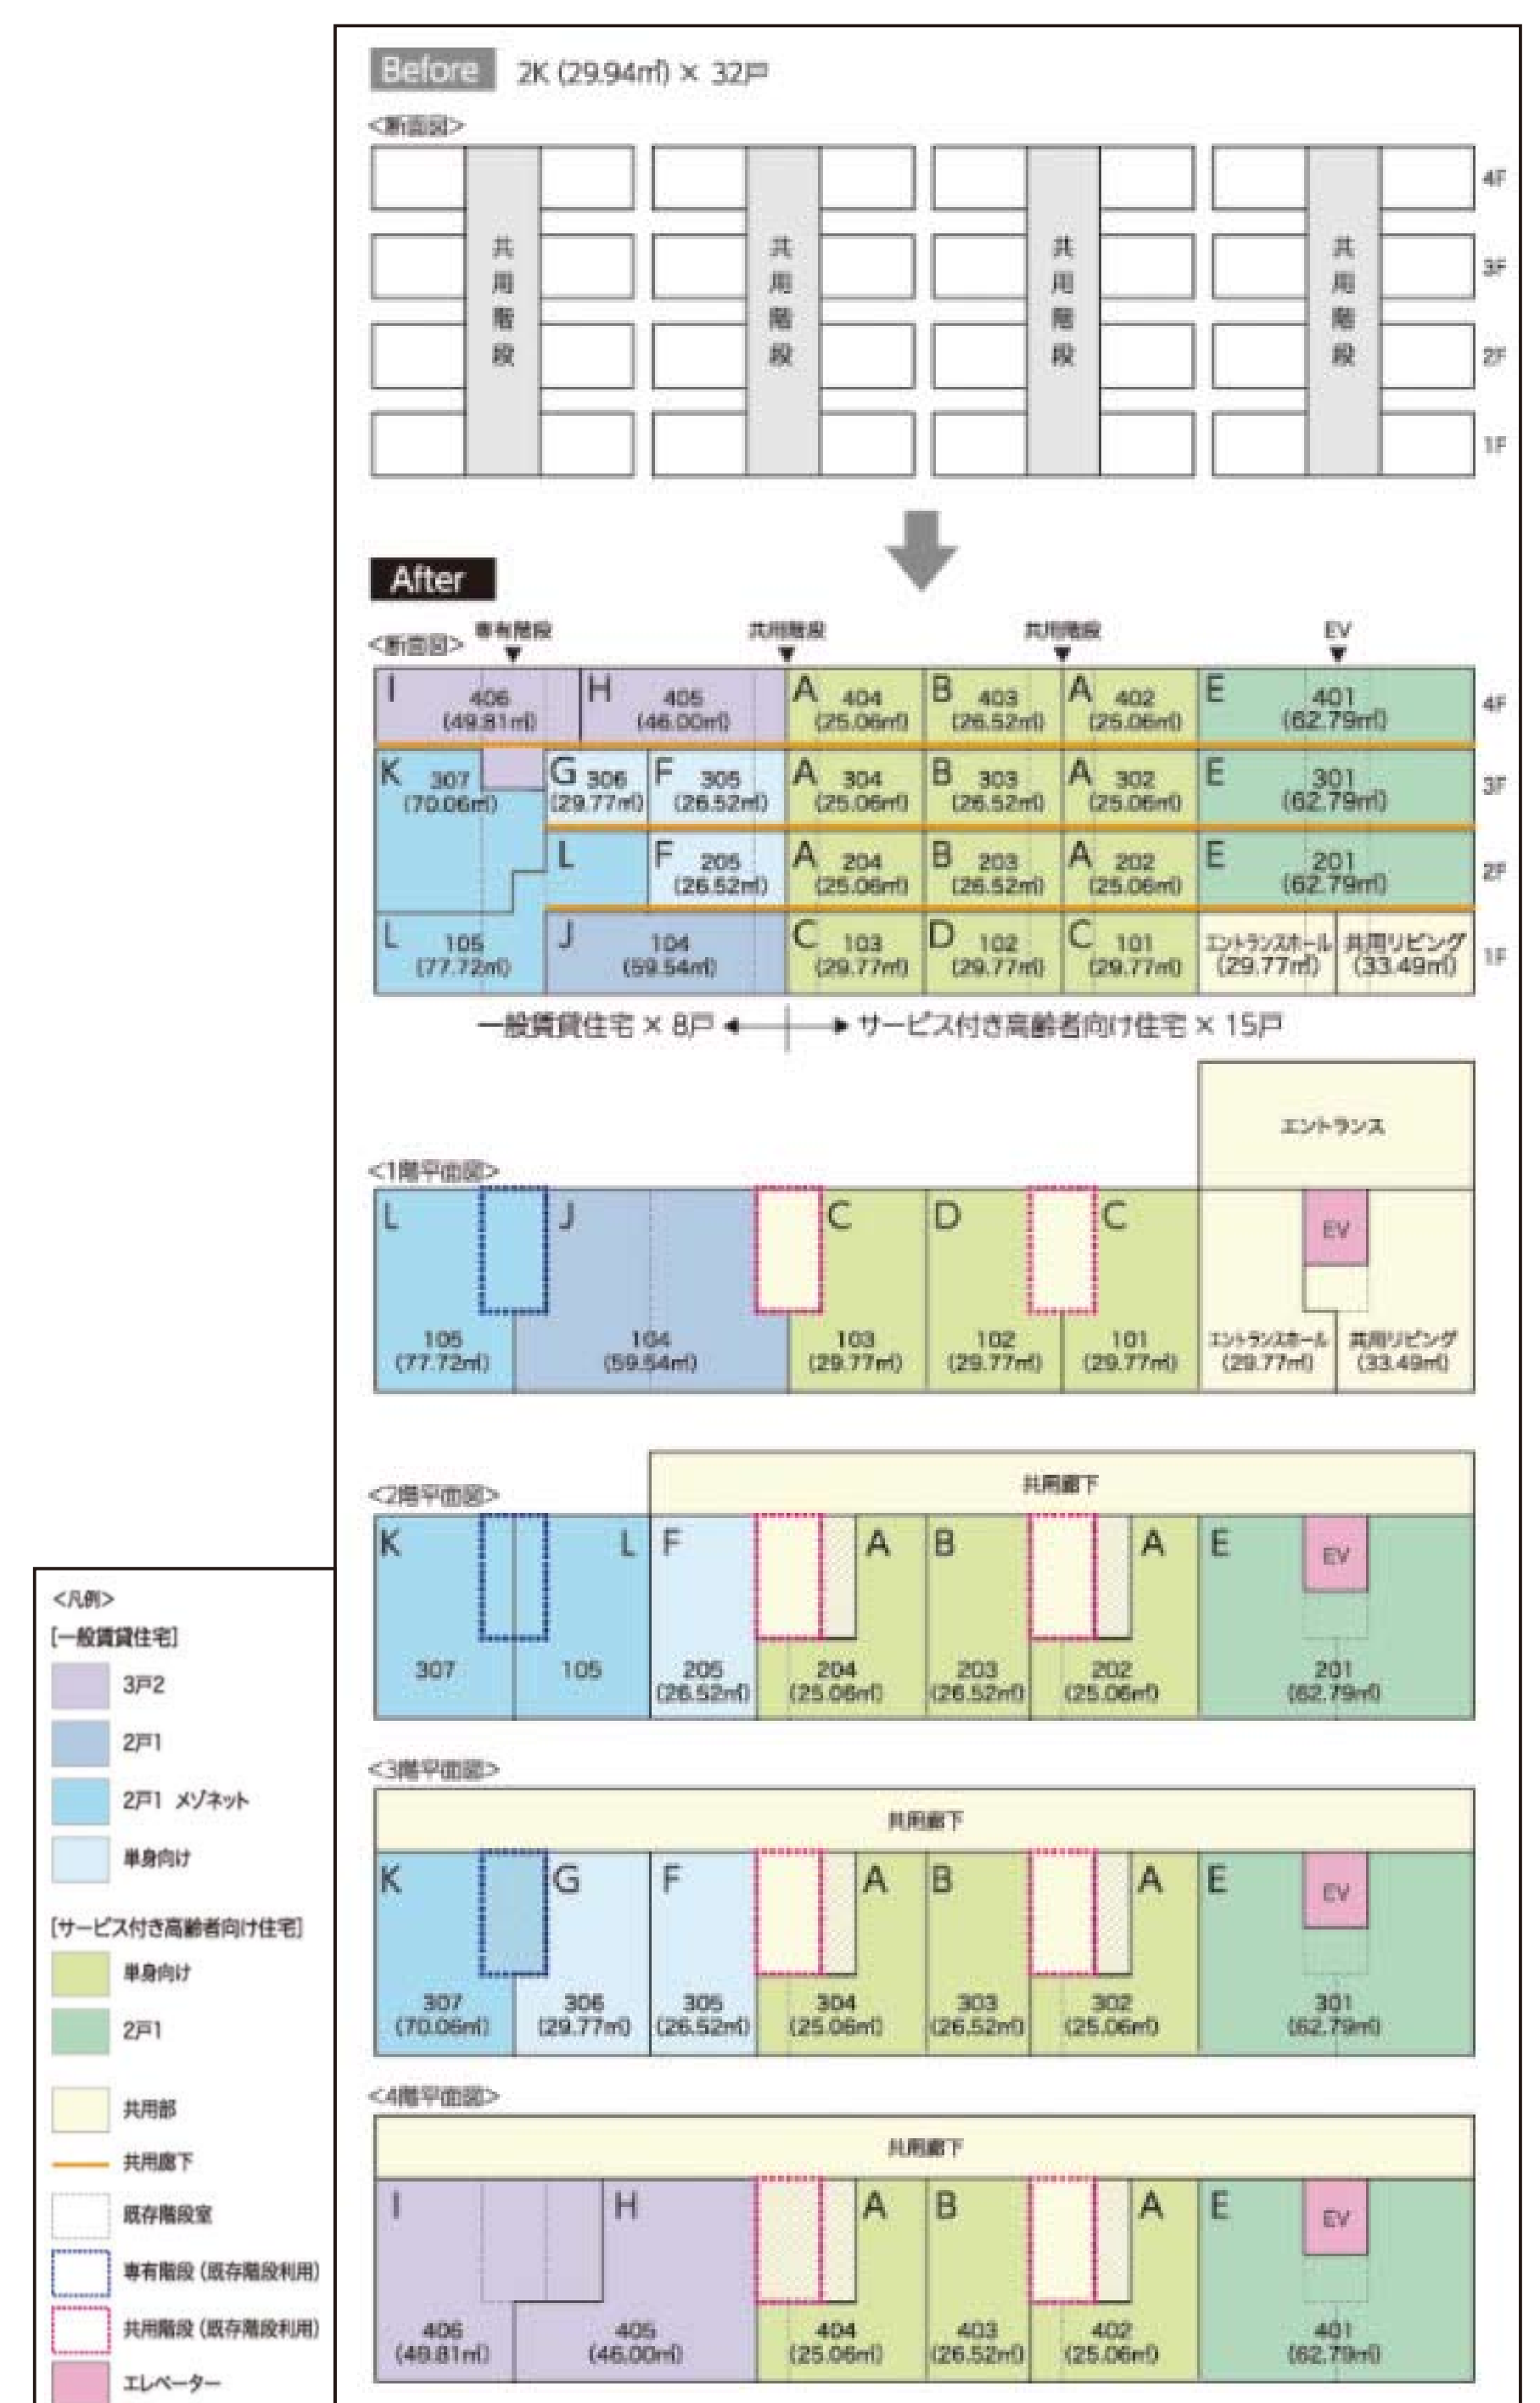 Before 2K (29.94㎡) × 32戸
<断面図>
共用階段 共用階段 共用階段 共用階段
4F
3F
2F
1F
After
<断面図> 専有階段 共用階段 共用階段 EV
I 406 (49.81㎡) H 405 (46.00㎡) A 404 (25.06㎡) B 403 (26.52㎡) A 402 (25.06㎡) E 401 (62.79㎡) 4F
K 307 (70.06㎡) G 306 (29.77㎡) F 305 (26.52㎡) A 304 (25.06㎡) B 303 (26.52㎡) A 302 (25.06㎡) E 301 (62.79㎡) 3F
L F 205 (26.52㎡) A 204 (25.06㎡) B 203 (26.52㎡) A 202 (25.06㎡) E 201 (62.79㎡) 2F
L 105 (77.72㎡) J 104 (59.54㎡) C 103 (29.77㎡) D 102 (29.77㎡) C 101 (29.77㎡) エントランスホール (29.77㎡) 共用リビング (33.49㎡) 1F
一般賃貸住宅 × 8戸 サービス付き高齢者向け住宅 × 15戸
エントランス
<1階平面図>
L J C D C EV
105 104 103 102 101 エントランスホール 共用リビング
(77.72㎡) (59.54㎡) (29.77㎡) (29.77㎡) (29.77㎡) (29.77㎡) (33.49㎡)
共用廊下
<2階平面図>
K L F A B A E EV
307 105 205 204 203 202 201
(26.52㎡) (25.06㎡) (26.52㎡) (25.06㎡) (62.79㎡)
<3階平面図>
共用廊下
K G F A B A E EV
307 306 305 304 303 302 301
(70.06㎡) (29.77㎡) (26.52㎡) (25.06㎡) (26.52㎡) (25.06㎡) (62.79㎡)
<4階平面図>
共用廊下
I H A B A E EV
406 405 404 403 402 401
(49.81㎡) (46.00㎡) (25.06㎡) (26.52㎡) (25.06㎡) (62.79㎡)
<凡例>
[一般賃貸住宅]
3戸2
2戸1
2戸1 メゾネット
単身向け
[サービス付き高齢者向け住宅]
単身向け
2戸1
共用部
共用廊下
既存階段室
専有階段 (既存階段利用)
共用階段 (既存階段利用)
エレベーター